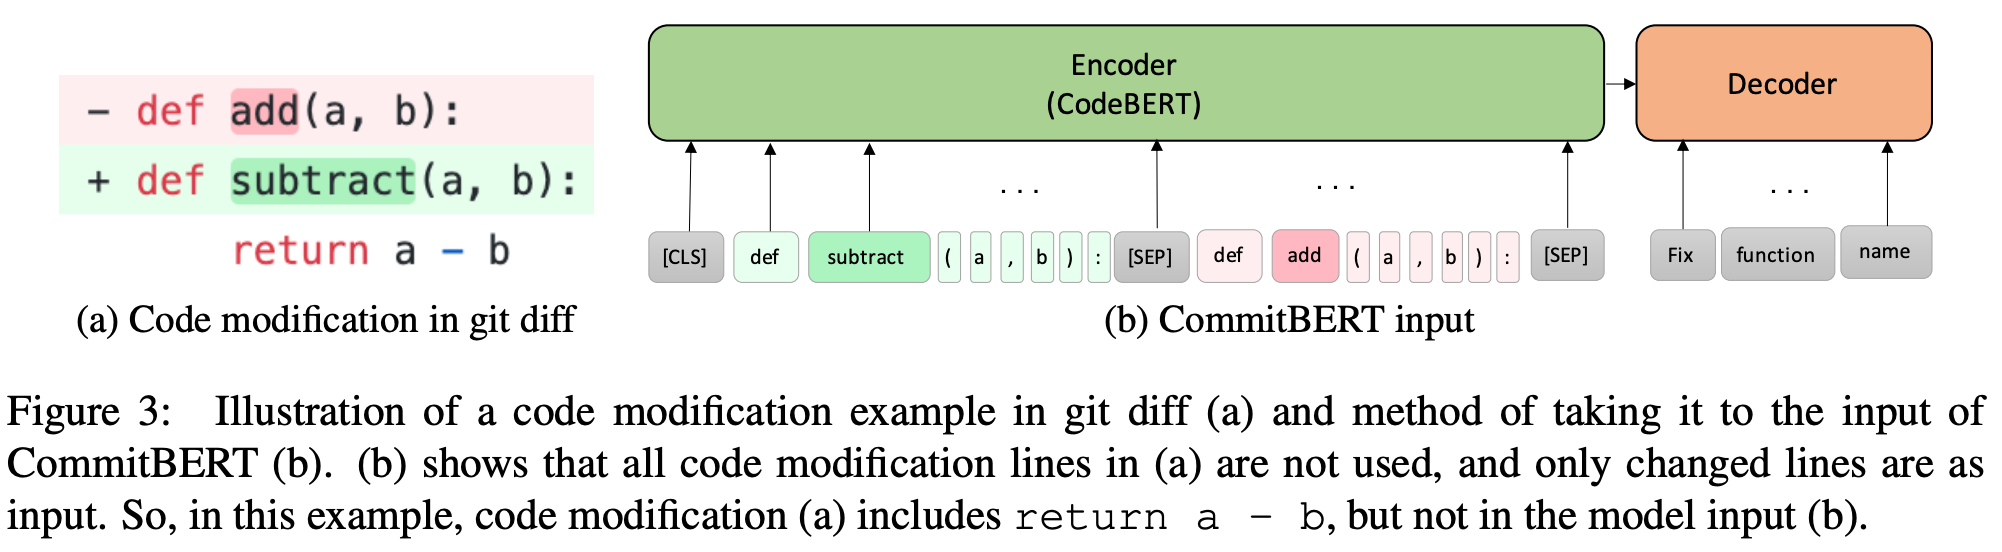 - def add(a, b):
+ def subtract(a, b):
return a - b
(a) Code modification in git diff
Encoder
(CodeBERT)
Decoder
. . .
. . .
. . .
[CLS] def subtract ( a , b ) : [SEP] def add ( a , b ) : [SEP] Fix function name
(b) CommitBERT input
Figure 3: Illustration of a code modification example in git diff (a) and method of taking it to the input of
CommitBERT (b). (b) shows that all code modification lines in (a) are not used, and only changed lines are as
input. So, in this example, code modification (a) includes return a - b, but not in the model input (b).